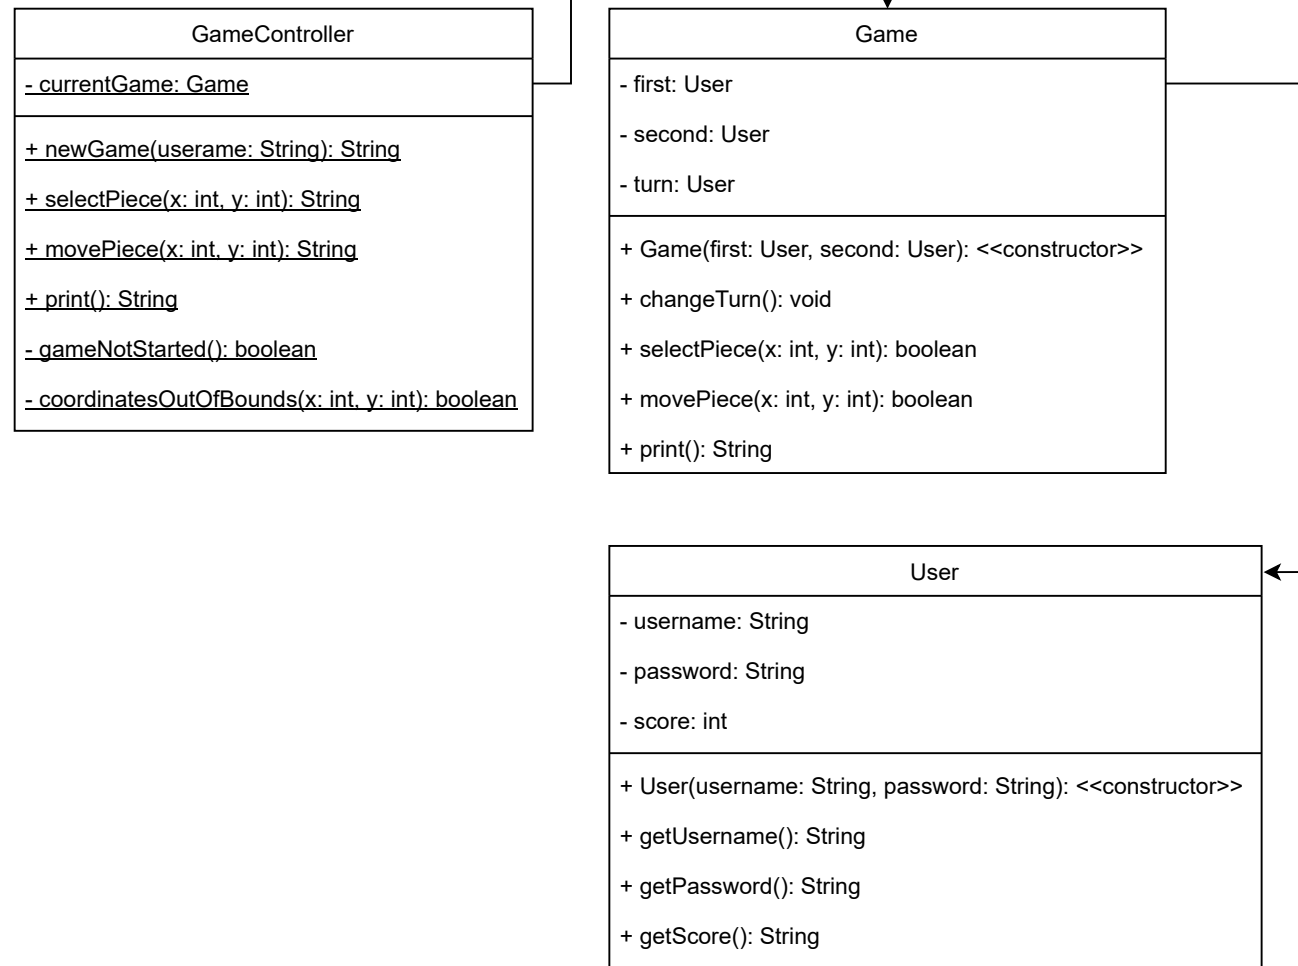 GameController
- currentGame: Game
+ newGame(userame: String): String
+ selectPiece(x: int, y: int): String
+ movePiece(x: int, y: int): String
+ print(): String
- gameNotStarted(): boolean
- coordinatesOutOfBounds(x: int, y: int): boolean
Game
- first: User
- second: User
- turn: User
+ Game(first: User, second: User): <<constructor>>
+ changeTurn(): void
+ selectPiece(x: int, y: int): boolean
+ movePiece(x: int, y: int): boolean
+ print(): String
User
- username: String
- password: String
- score: int
+ User(username: String, password: String): <<constructor>>
+ getUsername(): String
+ getPassword(): String
+ getScore(): String